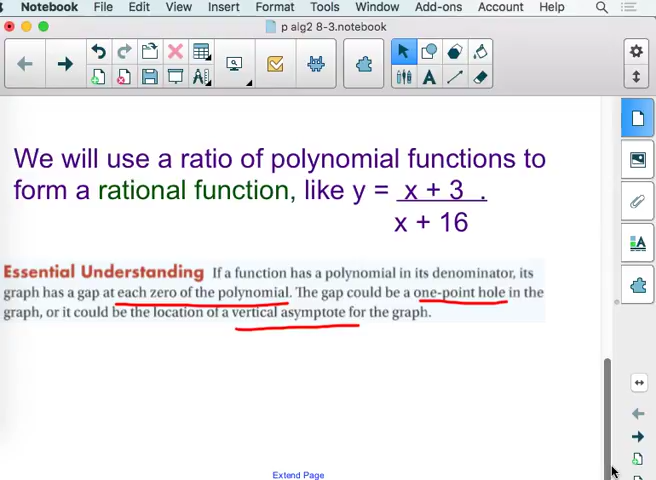 Notebook File Edit View Insert Format Tools Window Add-ons Account Help
p alg2 8-3.notebook
We will use a ratio of polynomial functions to
form a rational function, like y = x + 3 .
x + 16
Essential Understanding If a function has a polynomial in its denominator, its
graph has a gap at each zero of the polynomial. The gap could be a one-point hole in the
graph, or it could be the location of a vertical asymptote for the graph.
Extend Page